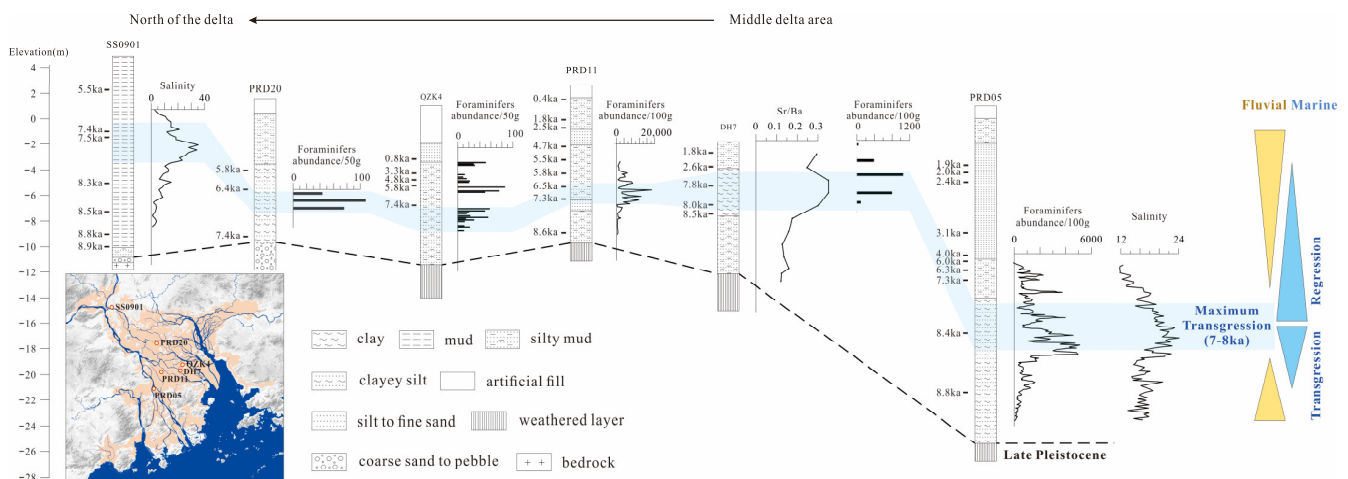 North of the delta
Middle delta area
Elevation(m)
4
2
0
-2
-4
-6
-8
-10
-12
-14
-16
-18
-20
-22
-24
-26
-28
SS0901
5.5ka
7.4ka
7.5ka
8.3ka
8.5ka
8.8ka
8.9ka
Salinity
0 40
PRD20
5.8ka
6.4ka
7.4ka
Foraminifers
abundance/50g
0 100
QZK4
0.8ka
3.3ka
4.8ka
5.8ka
7.4ka
Foraminifers
abundance/50g
0 100
PRD11
0.4ka
1.8ka
2.5ka
4.7ka
5.5ka
5.8ka
6.5ka
7.3ka
8.6ka
Foraminifers
abundance/100g
0 20,000
DH7
1.8ka
2.6ka
7.8ka
8.0ka
8.5ka
Sr/Ba
0 0.1 0.2 0.3
Foraminifers
abundance/100g
0 1200
PRD05
1.9ka
2.0ka
2.4ka
3.1ka
4.0ka
6.0ka
6.3ka
7.3ka
8.4ka
8.8ka
Foraminifers
abundance/100g
0 6000
Salinity
12 24
Fluvial Marine
Regression
Transgression
Maximum
Transgression
(7-8ka)
Late Pleistocene
SS0901
PRD20
QZK4
DH7
PRD11
PRD05
clay
mud
silty mud
clayey silt
artificial fill
silt to fine sand
weathered layer
coarse sand to pebble
bedrock